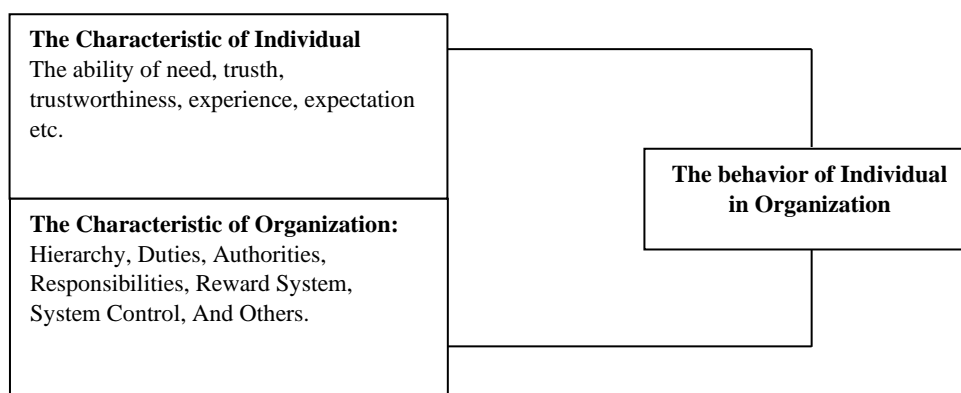 The Characteristic of Individual
The ability of need, trusth,
trustworthiness, experience, expectation
etc.
The Characteristic of Organization:
Hierarchy, Duties, Authorities,
Responsibilities, Reward System,
System Control, And Others.
The behavior of Individual
in Organization